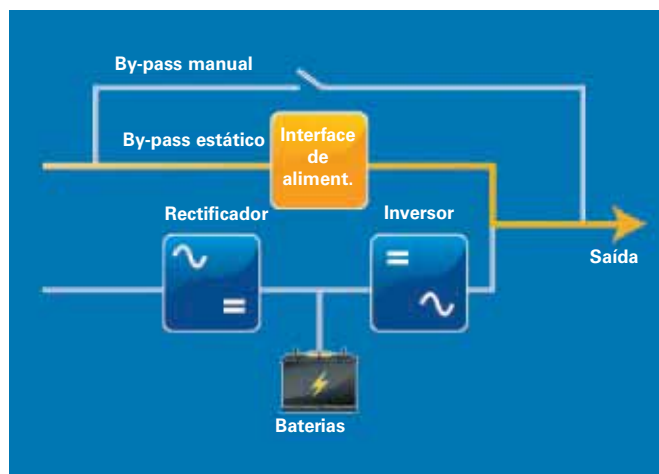 By-pass manual
By-pass estático
Interface
de
aliment.
Rectificador
Inversor
Saída
Baterias